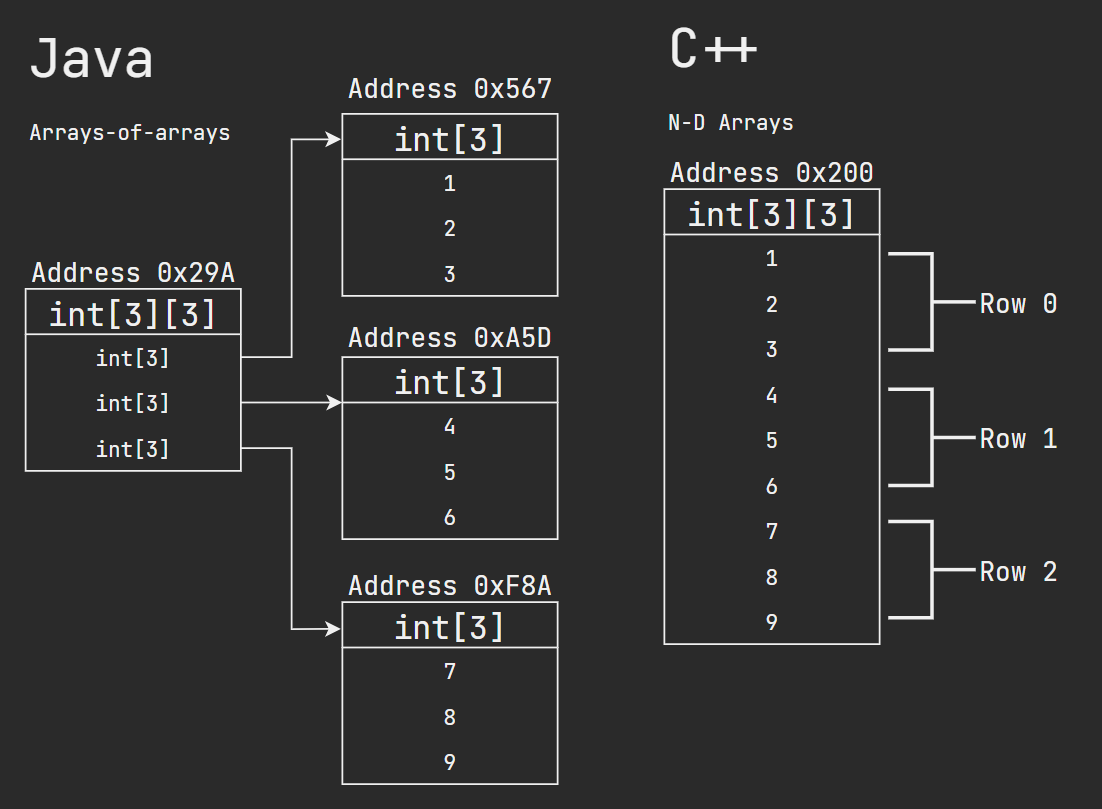 Java
Arrays-of-arrays
Address 0x29A
int[3][3]
int[3]
int[3]
int[3]
Address 0x567
int[3]
1
2
3
Address 0xA5D
int[3]
4
5
6
Address 0xF8A
int[3]
7
8
9
C++
N-D Arrays
Address 0x200
int[3][3]
1
2
3
4
5
6
7
8
9
Row 0
Row 1
Row 2